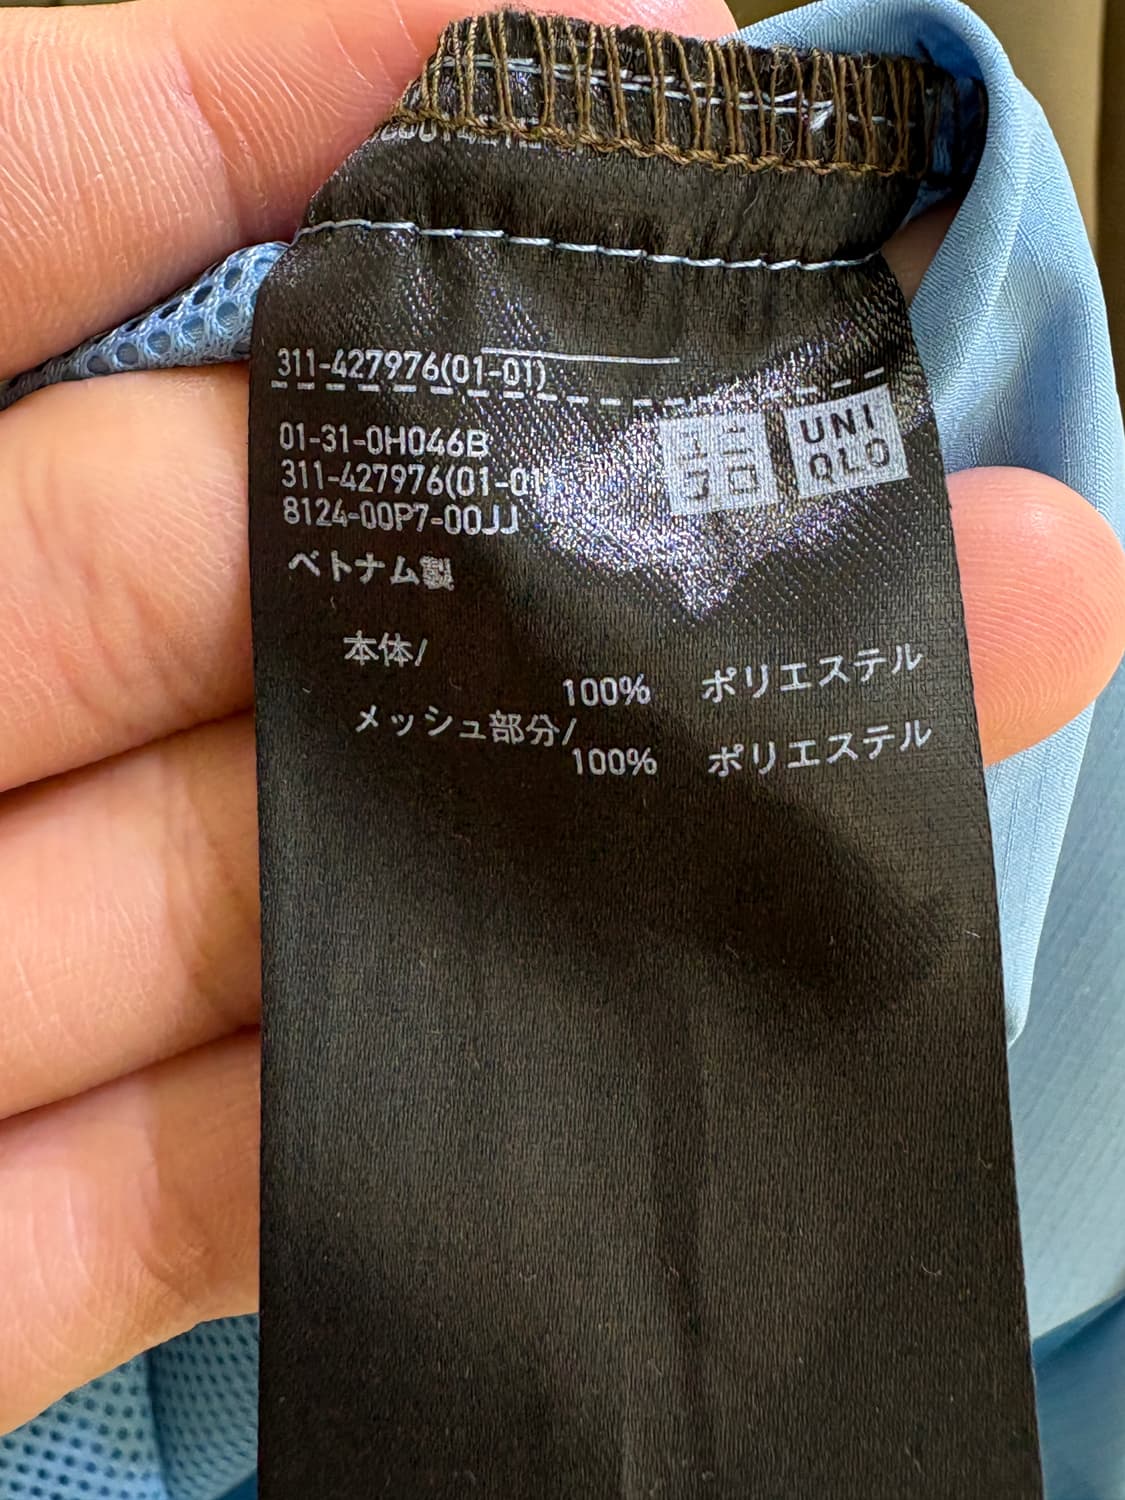 311-427976(01-01)
ユニ
クロ
UNI
QLO
01-31-0H046B
311-427976(01-01)
8124-00P7-00JJ
ベトナム製
本体/
100% ポリエステル
メッシュ部分/
100% ポリエステル